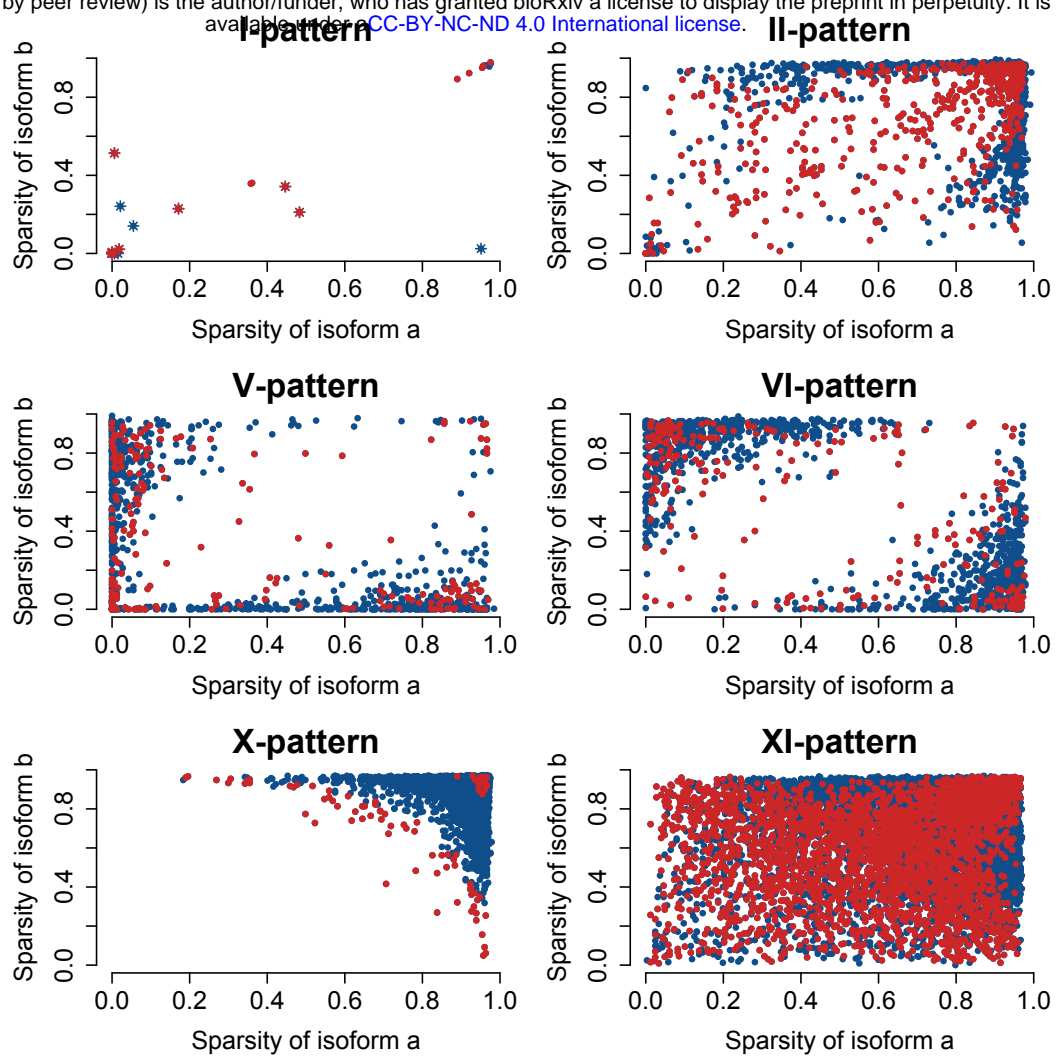 by peer review) is the author/funder, who has granted bioRxiv a license to display the preprint in perpetuity. It is
available under aCC-BY-NC-ND 4.0 International license.
I-pattern
Sparsity of isoform b
0.0 0.4 0.8
0.0 0.2 0.4 0.6 0.8 1.0
Sparsity of isoform a
II-pattern
Sparsity of isoform b
0.0 0.4 0.8
0.0 0.2 0.4 0.6 0.8 1.0
Sparsity of isoform a
V-pattern
Sparsity of isoform b
0.0 0.4 0.8
0.0 0.2 0.4 0.6 0.8 1.0
Sparsity of isoform a
VI-pattern
Sparsity of isoform b
0.0 0.4 0.8
0.0 0.2 0.4 0.6 0.8 1.0
Sparsity of isoform a
X-pattern
Sparsity of isoform b
0.0 0.4 0.8
0.0 0.2 0.4 0.6 0.8 1.0
Sparsity of isoform a
XI-pattern
Sparsity of isoform b
0.0 0.4 0.8
0.0 0.2 0.4 0.6 0.8 1.0
Sparsity of isoform a